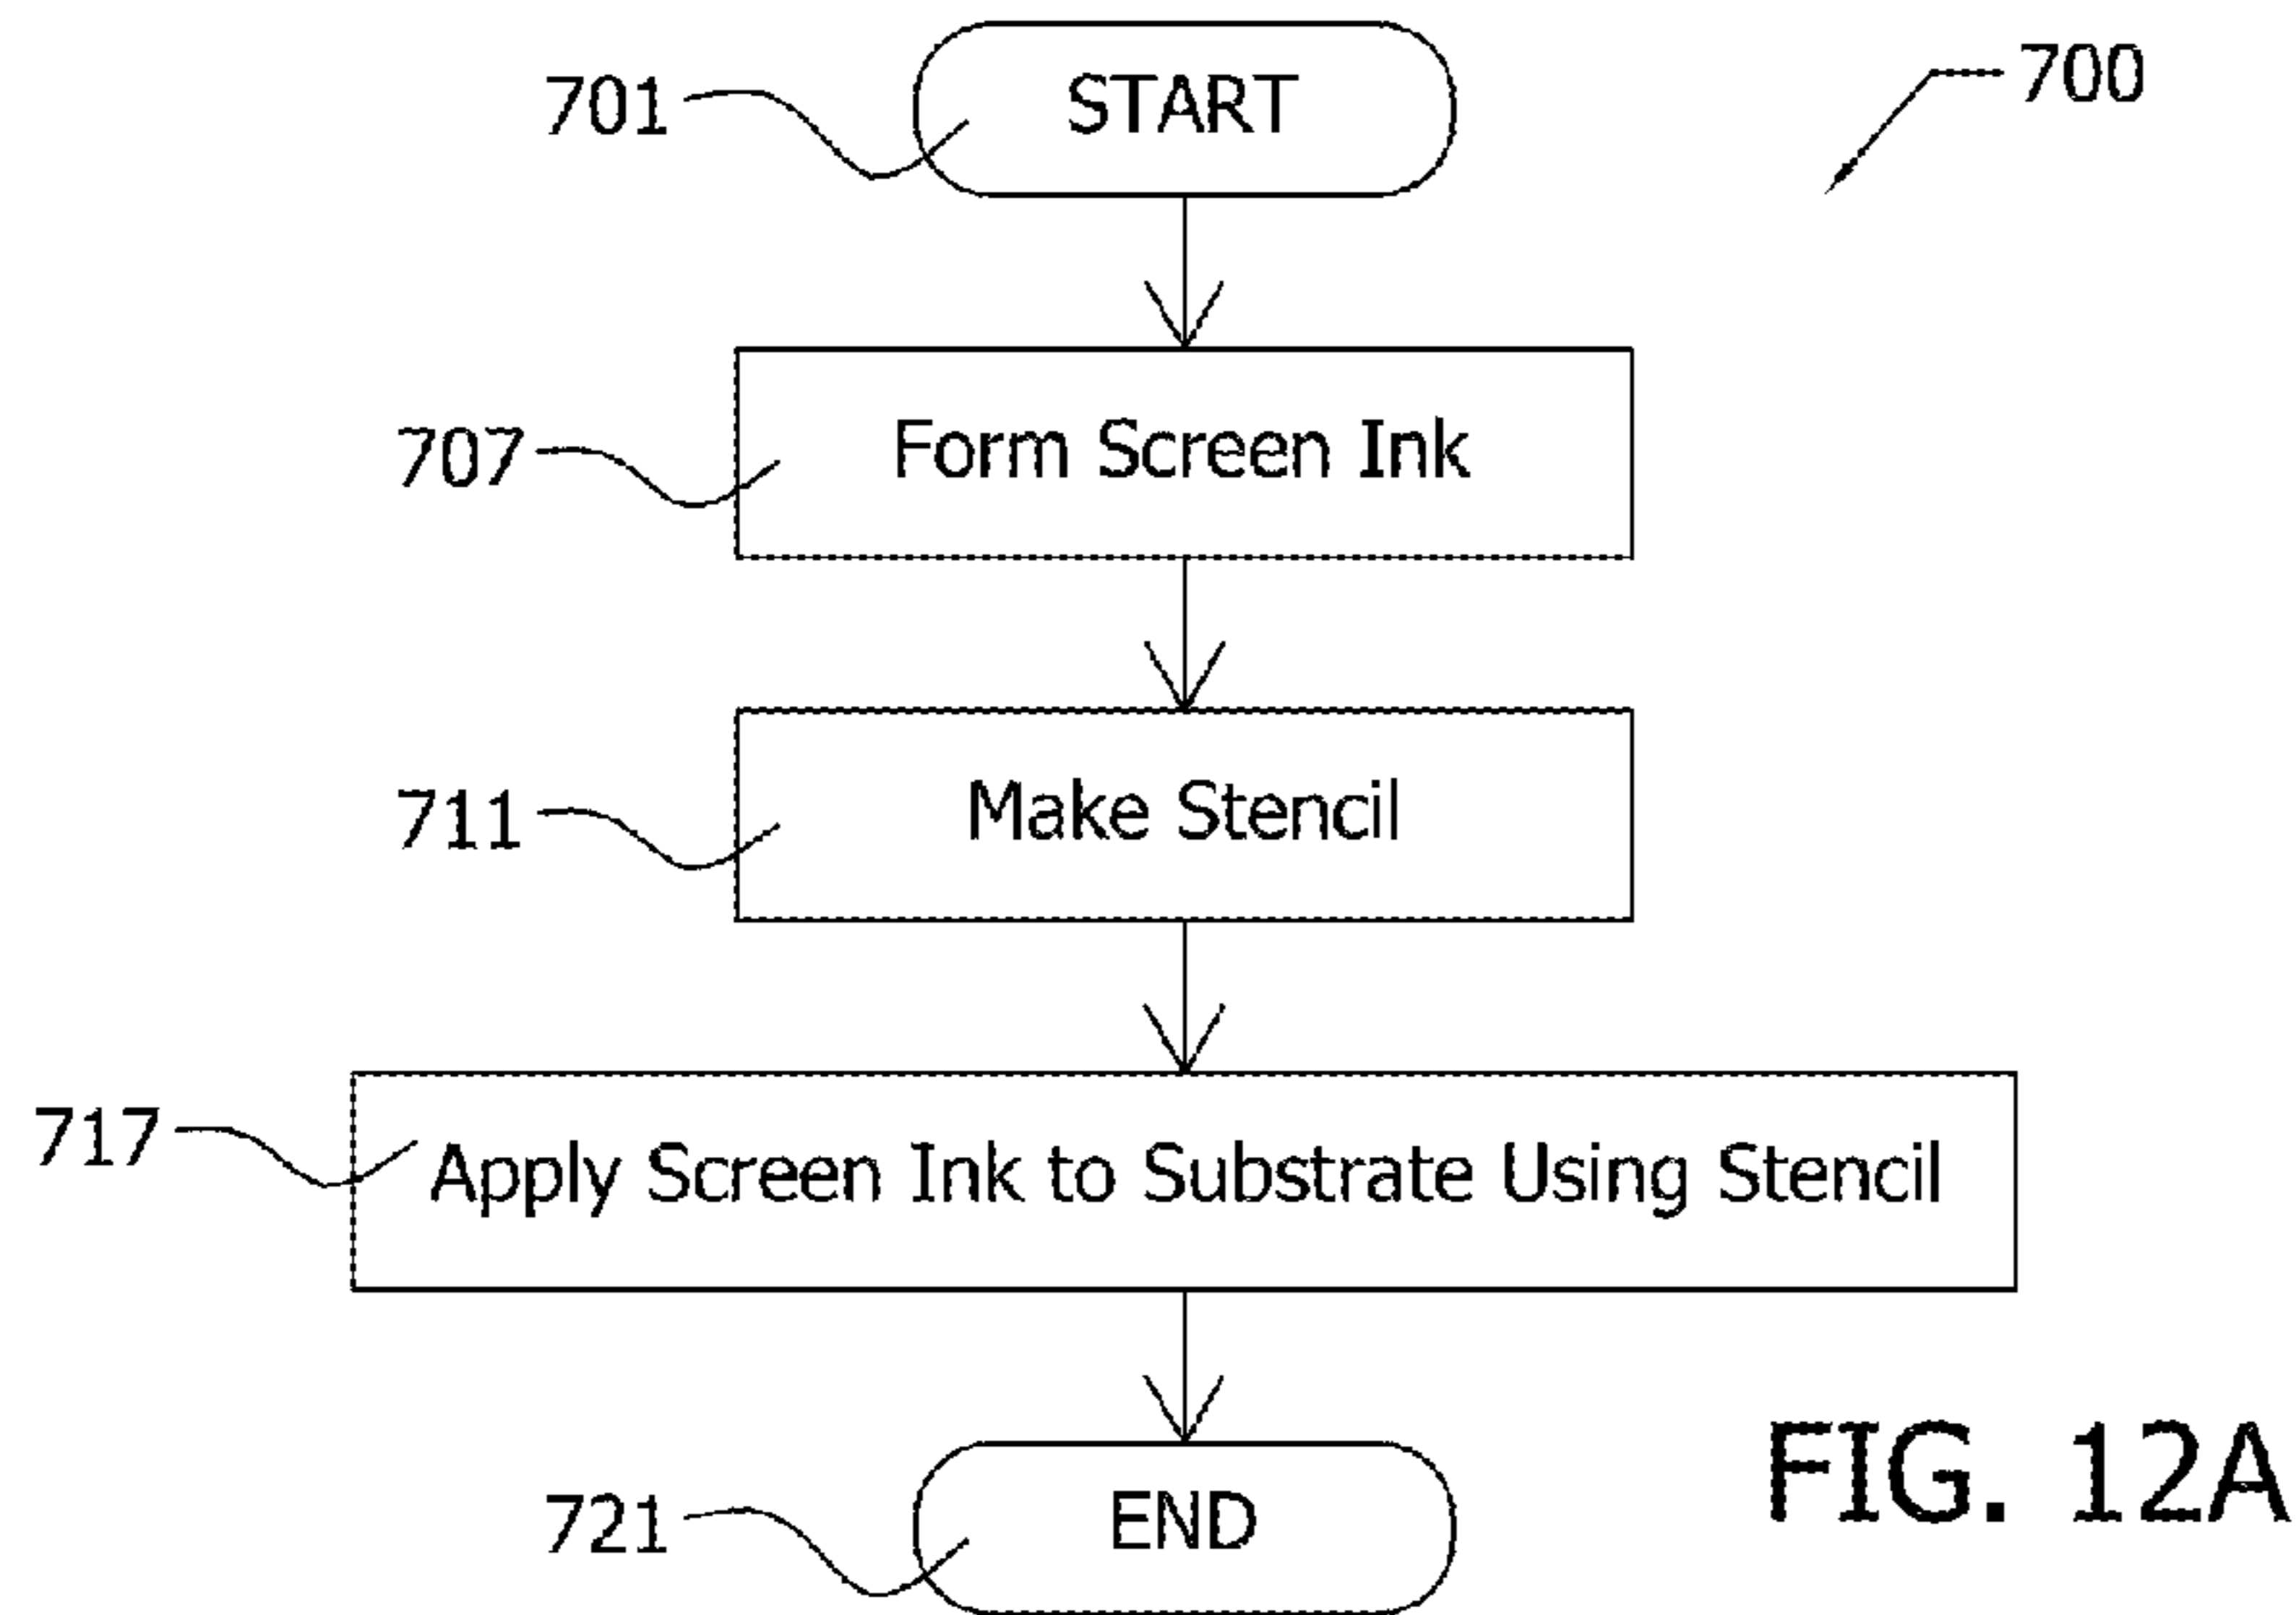 701
START
700
707
Form Screen Ink
711
Make Stencil
717
Apply Screen Ink to Substrate Using Stencil
721
END
FIG. 12A